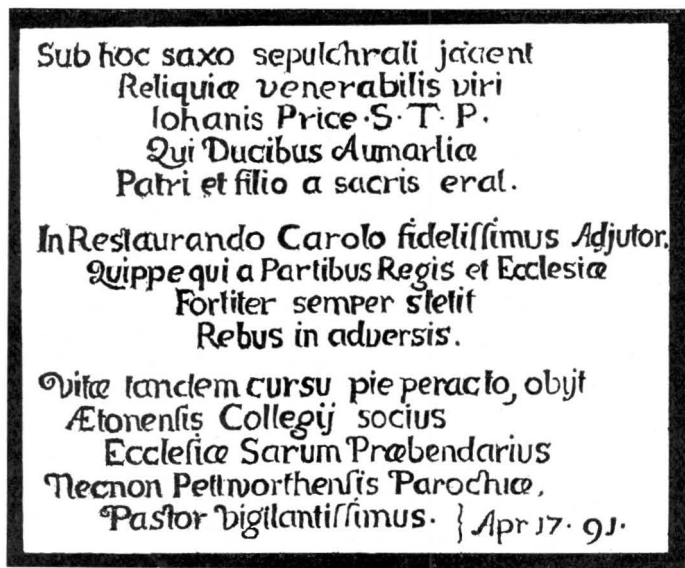 Sub hoc saxo sepulchrali jacent
Reliquiæ venerabilis viri
Iohanis Price·S·T·P.
Qui Ducibus Aumarliæ
Patri et filio a sacris erat.
In Restaurando Carolo fideliſſimus Adjutor.
Quippe qui a Partibus Regis et Eccleſiæ
Fortiter semper stetit
Rebus in adversis.
Vitæ tandem cursu pie peracto, obijt
Ætonenſis Collegij socius
Eccleſiæ Sarum Præbendarius
Necnon Pettworthenſis Parochiæ,
Pastor vigilantiſſimus. } Apr 17. 91.